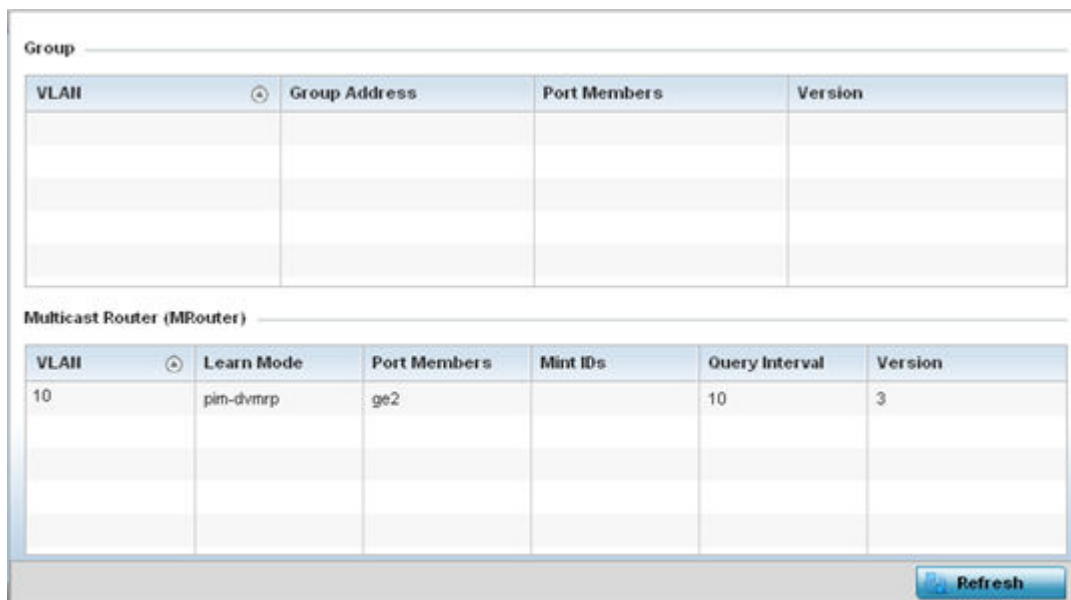 Group
VLAN Group Address Port Members Version
Multicast Router (MRouter)
VLAN Learn Mode Port Members Mint IDs Query Interval Version
10 pim-dvmrp ge2 10 3
Refresh